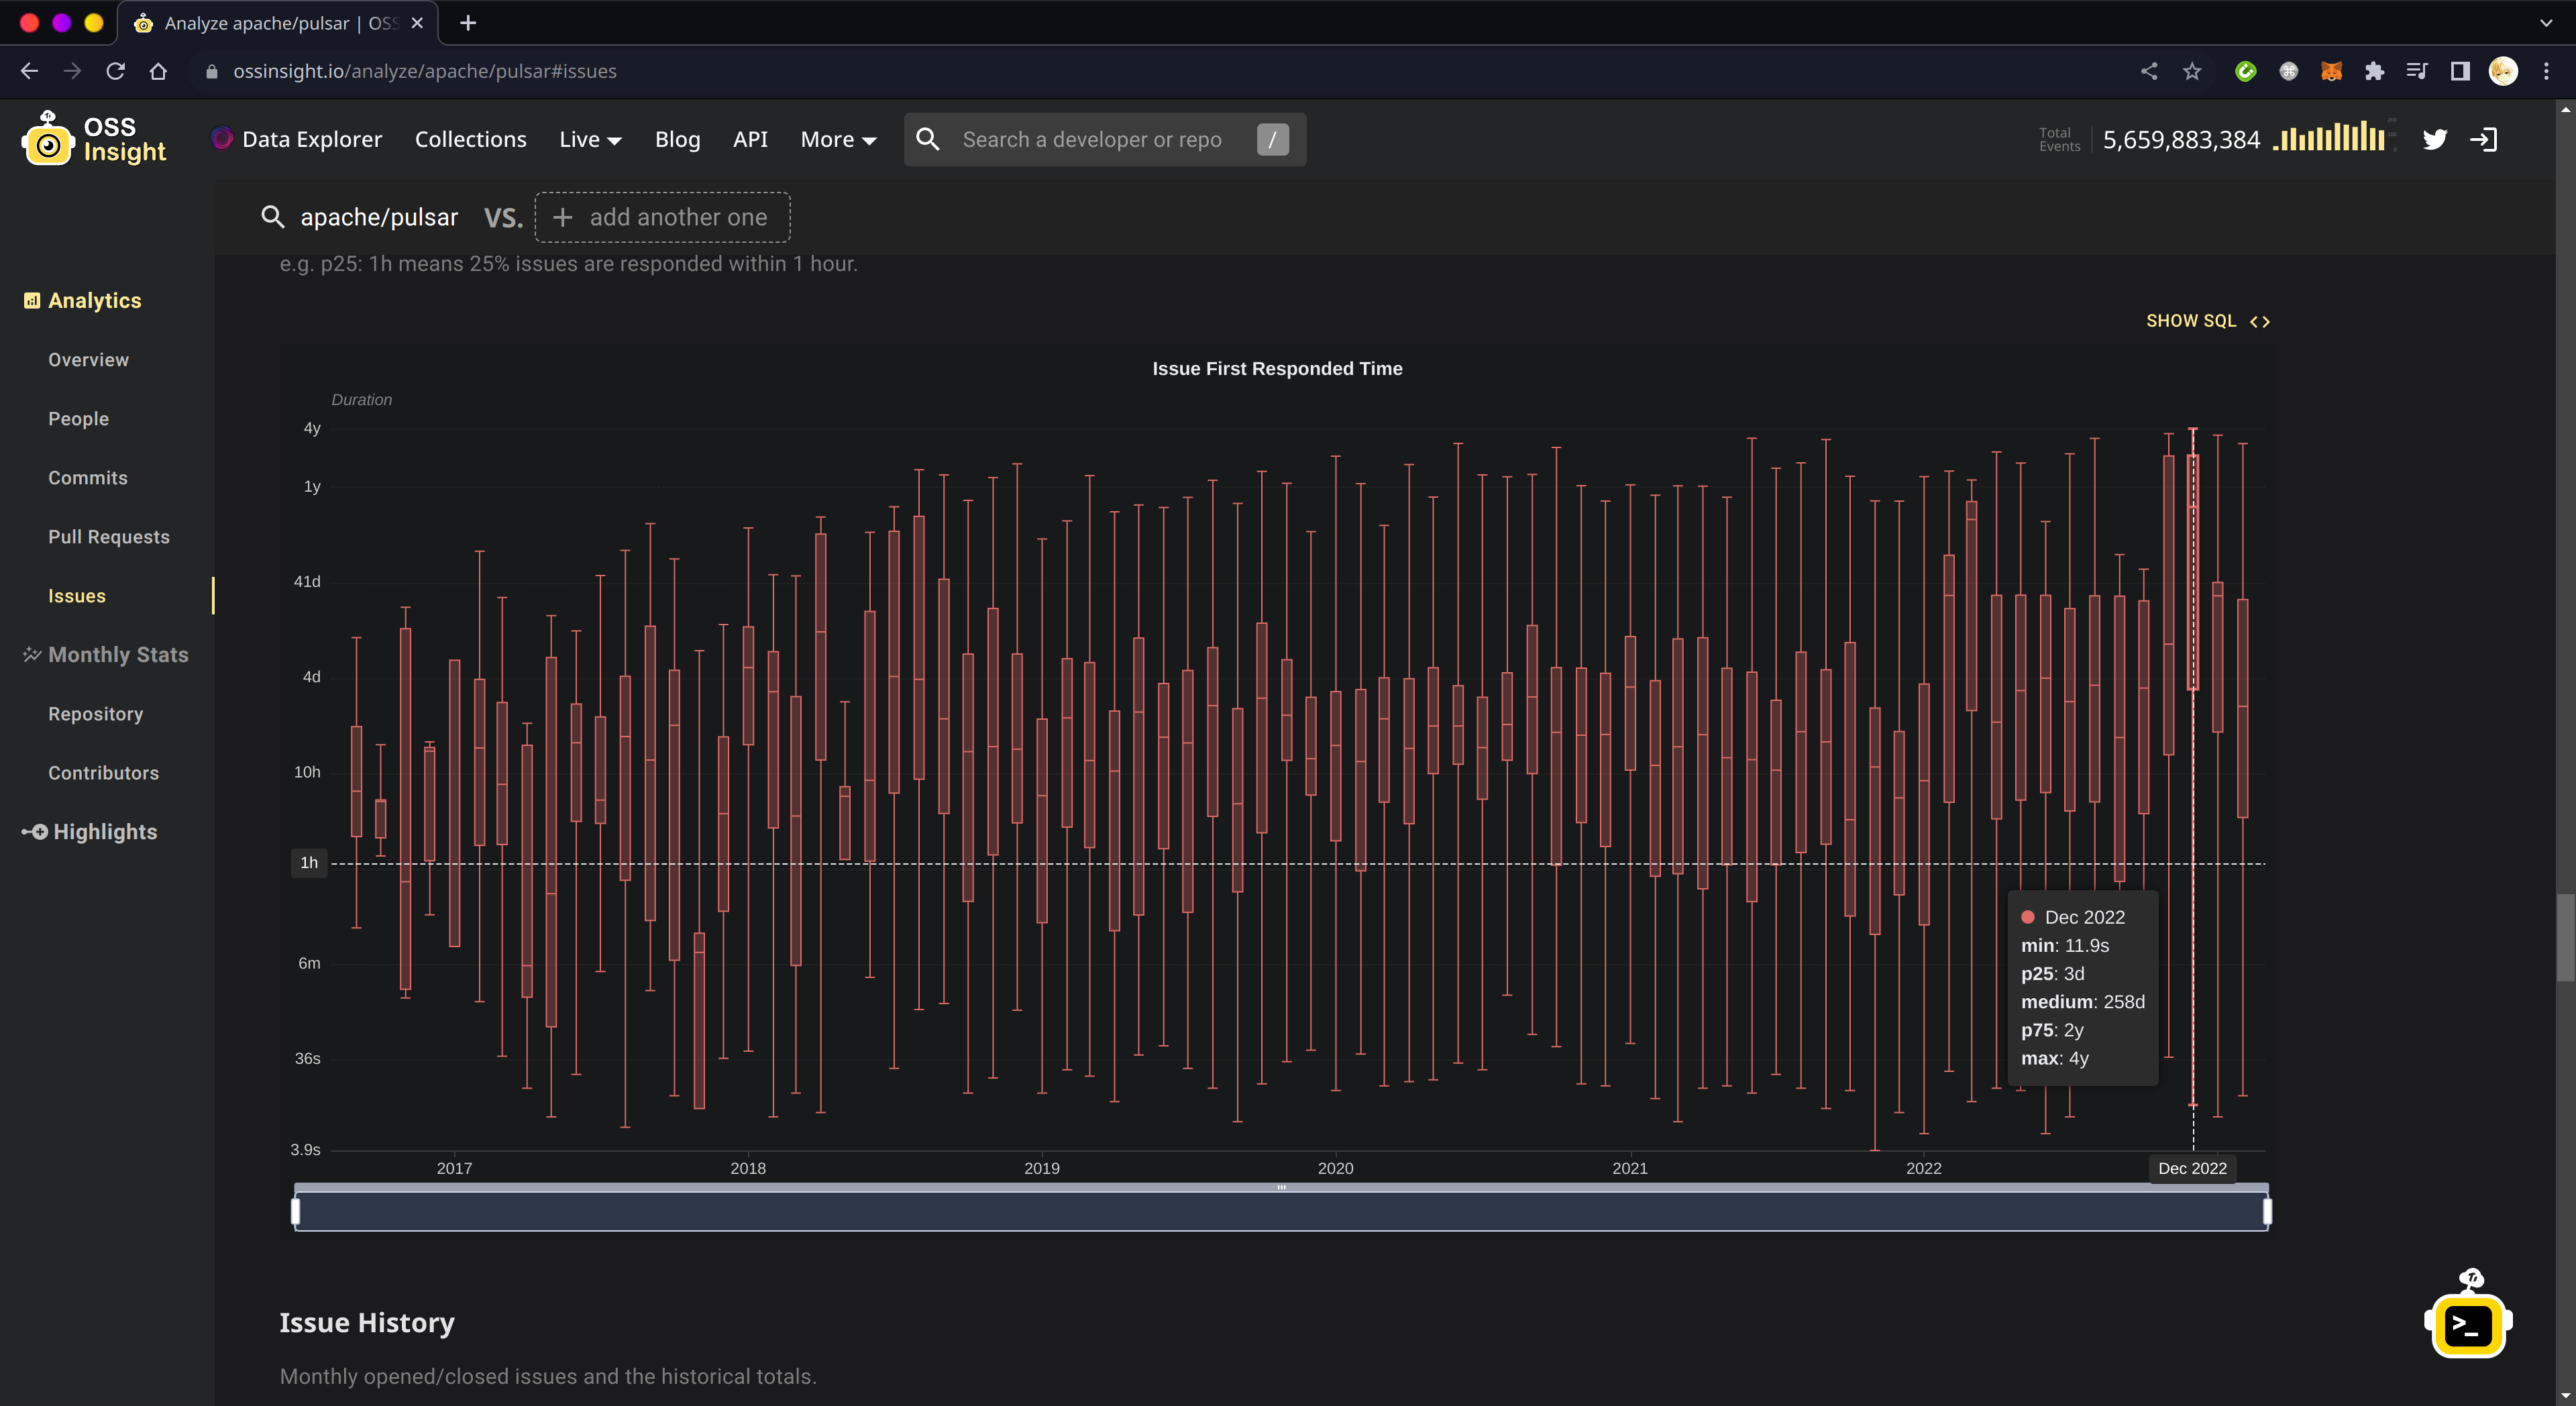 Analyze apache/pulsar | OSS
ossinsight.io/analyze/apache/pulsar#issues
OSS
Insight
Data Explorer
Collections
Live
Blog
API
More
Search a developer or repo
/
Total
Events
5,659,883,384
apache/pulsar
VS.
add another one
e.g. p25: 1h means 25% issues are responded within 1 hour.
Analytics
Overview
People
Commits
Pull Requests
Issues
Monthly Stats
Repository
Contributors
Highlights
SHOW SQL
Issue First Responded Time
Duration
4y
1y
41d
4d
10h
1h
6m
36s
3.9s
2017
2018
2019
2020
2021
2022
Dec 2022
Dec 2022
min: 11.9s
p25: 3d
medium: 258d
p75: 2y
max: 4y
Issue History
Monthly opened/closed issues and the historical totals.
>_